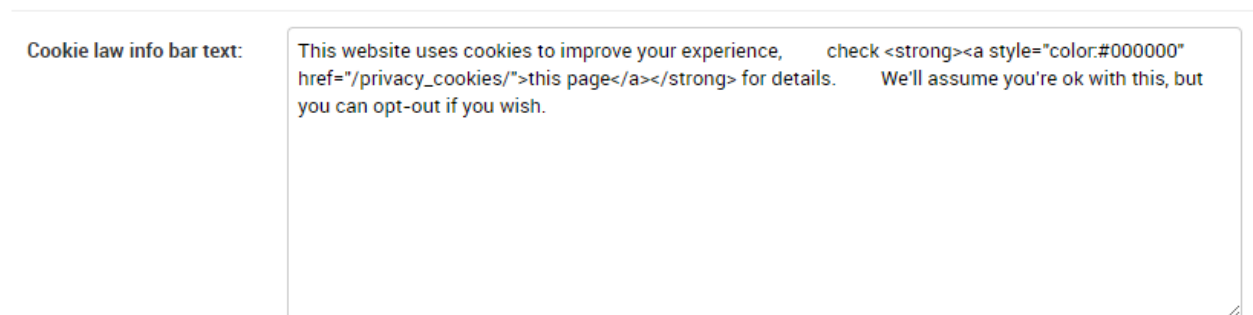 Cookie law info bar text:
This website uses cookies to improve your experience,        check <strong><a style="color:#000000"
href="/privacy_cookies/">this page</a></strong> for details.        We'll assume you're ok with this, but
you can opt-out if you wish.